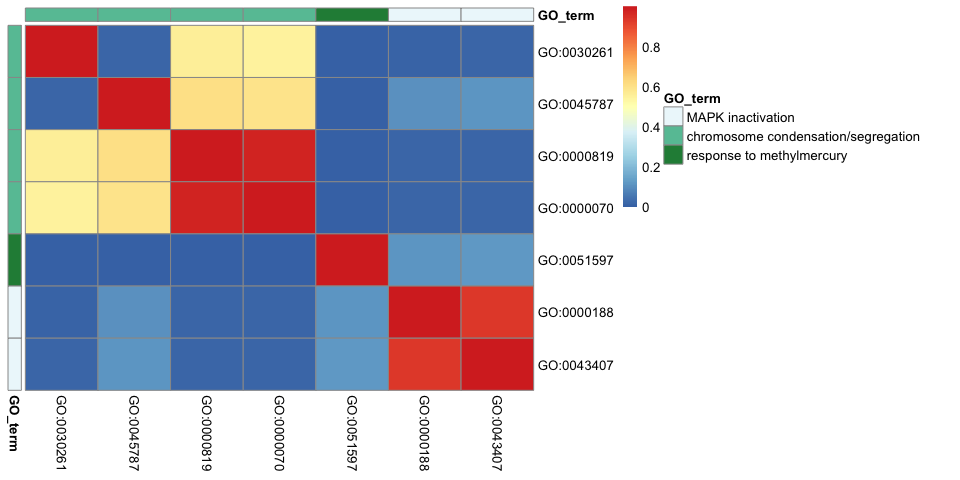 GO_term
GO:0030261
GO:0045787
GO:0000819
GO:0000070
GO:0051597
GO:0000188
GO:0043407
0.8
0.6
0.4
0.2
0
GO_term
MAPK inactivation
chromosome condensation/segregation
response to methylmercury
GO_term
GO:0030261
GO:0045787
GO:0000819
GO:0000070
GO:0051597
GO:0000188
GO:0043407